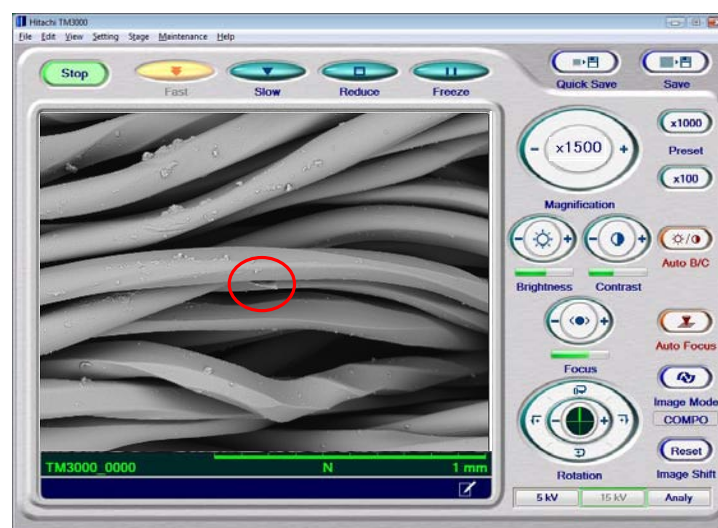 Hitachi TM3000
File Edit View Setting Stage Maintenance Help
Stop
Fast
Slow
Reduce
Freeze
Quick Save
Save
x1500
Magnification
x1000
Preset
x100
Brightness
Contrast
Auto B/C
Focus
Auto Focus
Image Mode
COMPO
Rotation
Reset
Image Shift
TM3000_0000 N 1 mm
5 kV 15 kV Analy